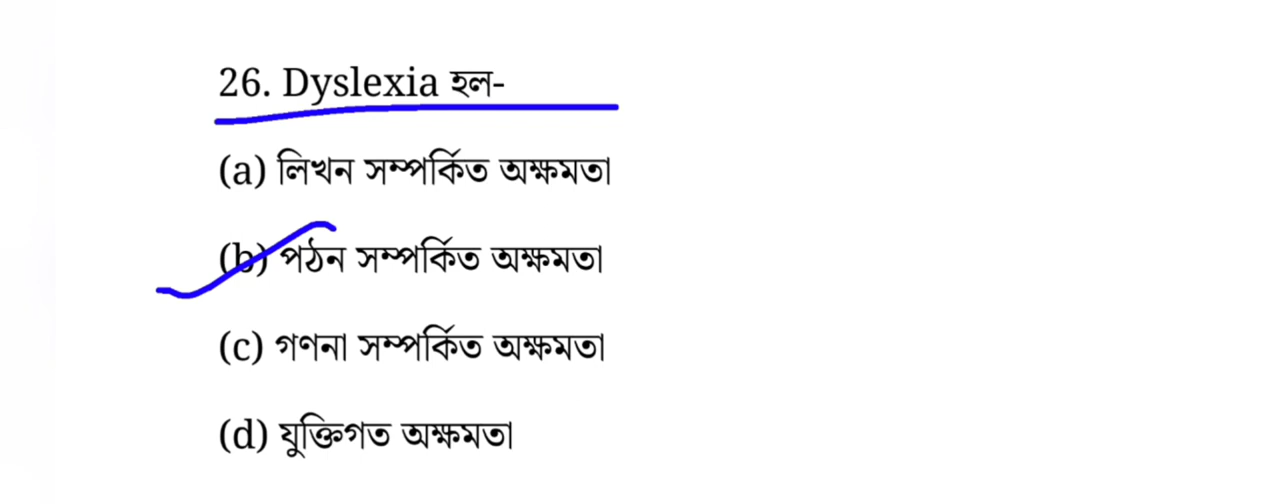 26. Dyslexia হল-
(a) লিখন সম্পর্কিত অক্ষমতা
(b) পঠন সম্পর্কিত অক্ষমতা
(c) গণনা সম্পর্কিত অক্ষমতা
(d) যুক্তিগত অক্ষমতা